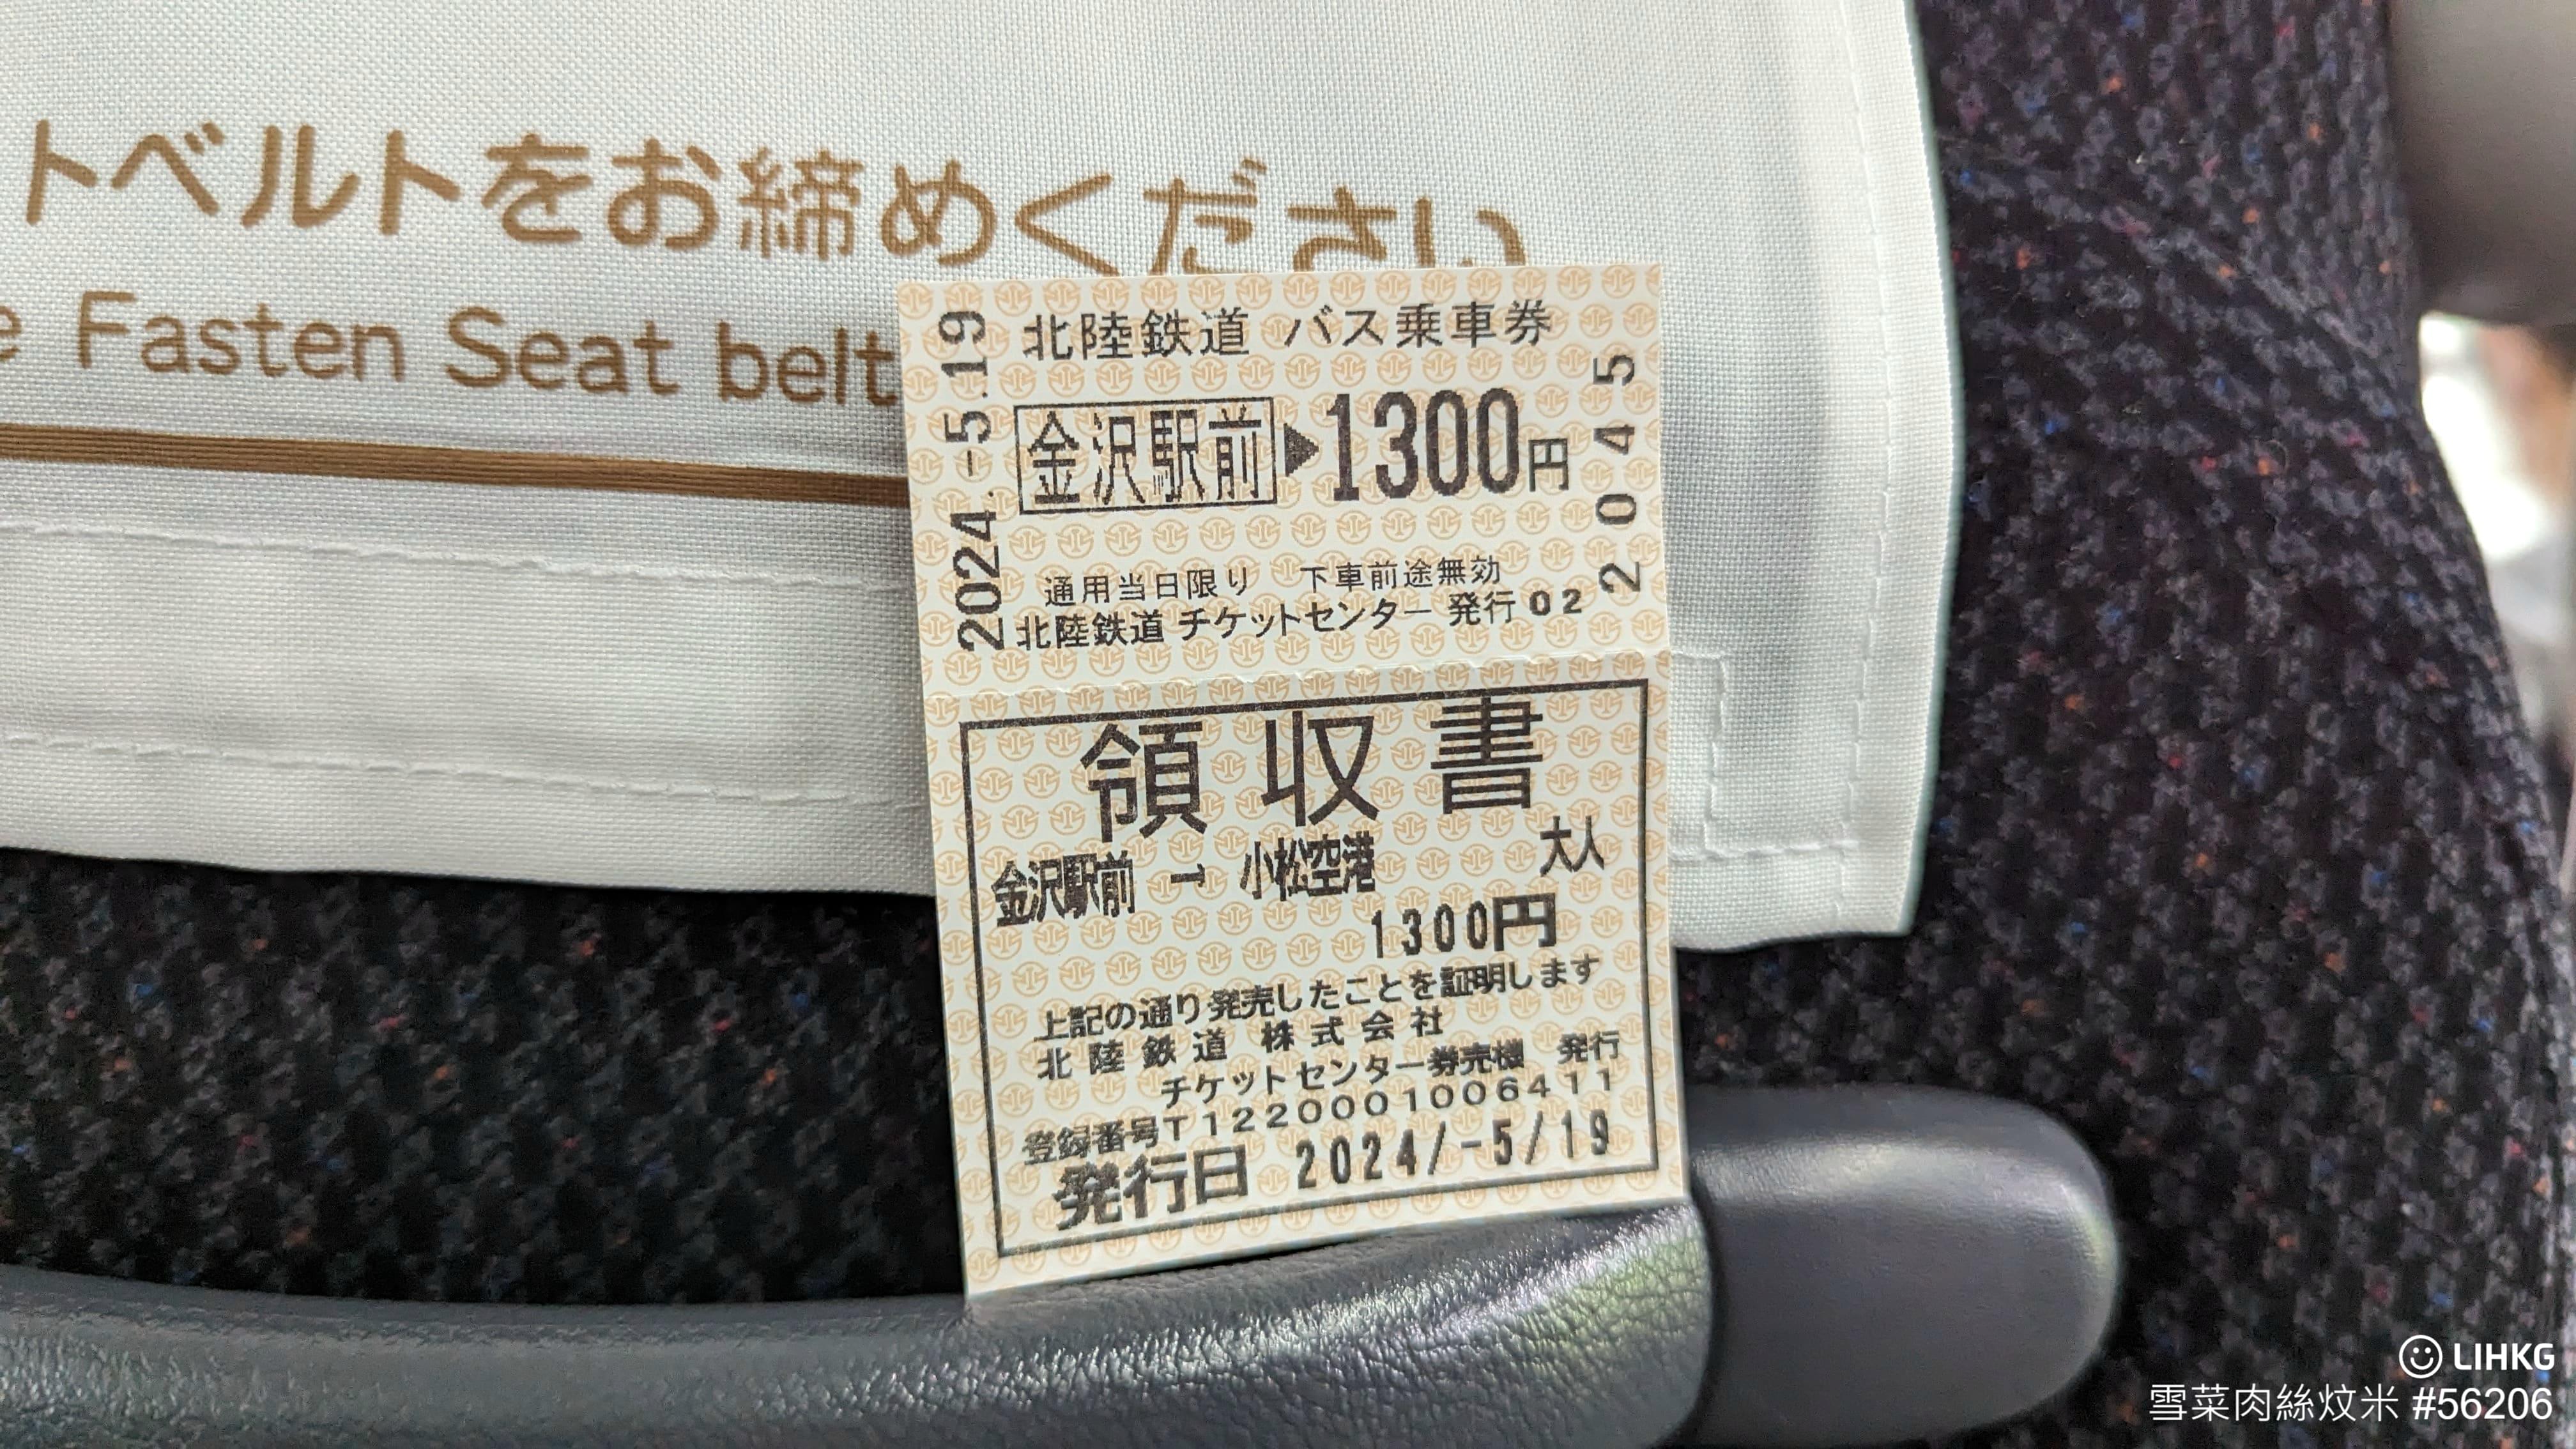 トベルトをお締めください
e Fasten Seat belt
2024.-5.19
北陸鉄道 バス乗車券
金沢駅前▶1300円
2045
通用当日限り 下車前途無効
北陸鉄道 チケットセンター 発行02
領収書
金沢駅前 → 小松空港 大人
1300円
上記の通り発売したことを証明します
北陸鉄道 株式会社
チケットセンター券売機 発行
登録番号T1220001006411
発行日 2024/-5/19
LIHKG
雪菜肉絲炆米 #56206